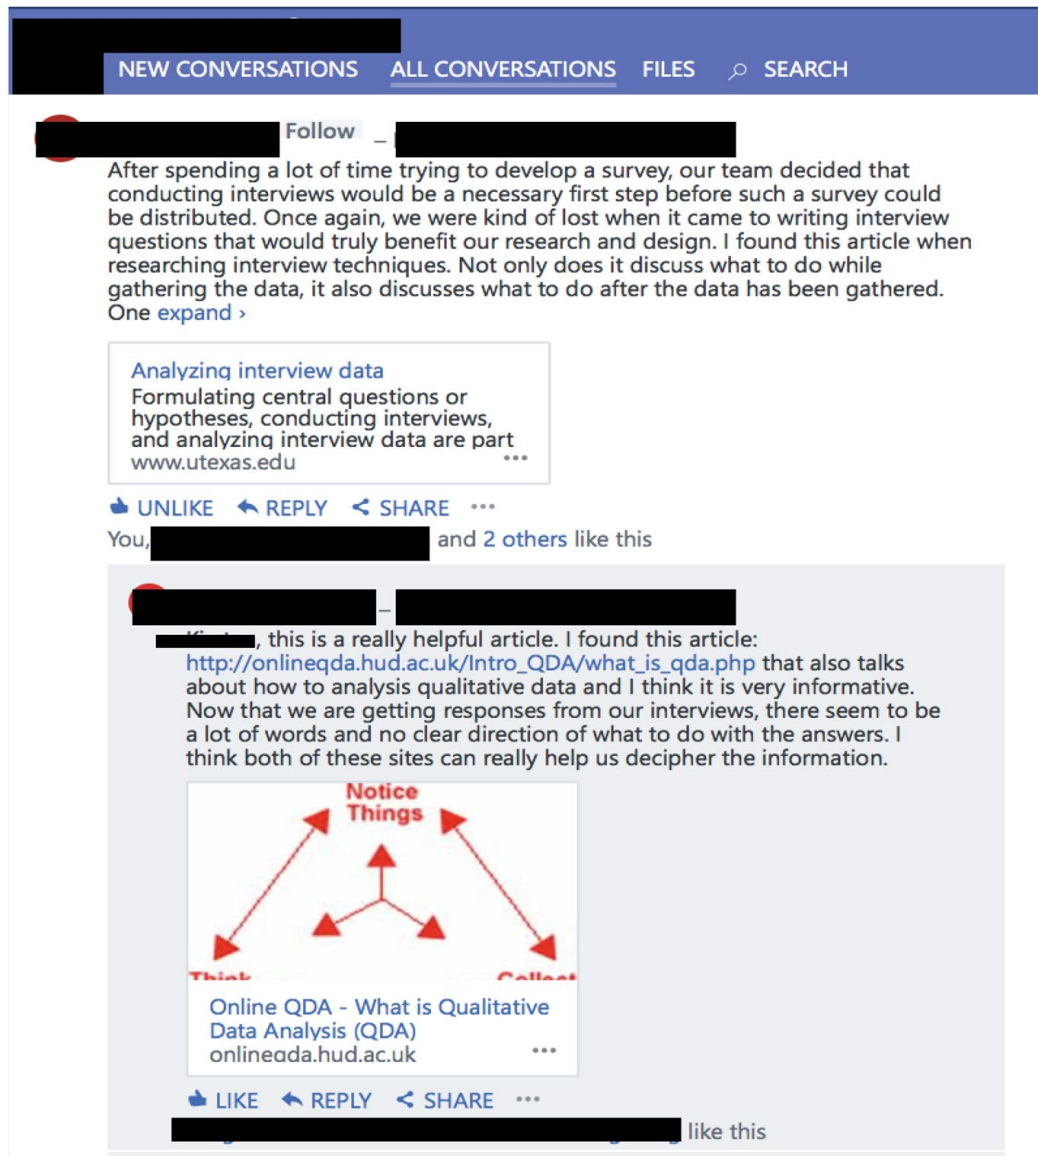 NEW CONVERSATIONS ALL CONVERSATIONS FILES SEARCH
Follow
After spending a lot of time trying to develop a survey, our team decided that
conducting interviews would be a necessary first step before such a survey could
be distributed. Once again, we were kind of lost when it came to writing interview
questions that would truly benefit our research and design. I found this article when
researching interview techniques. Not only does it discuss what to do while
gathering the data, it also discusses what to do after the data has been gathered.
One expand ›
Analyzing interview data
Formulating central questions or
hypotheses, conducting interviews,
and analyzing interview data are part
www.utexas.edu ...
UNLIKE REPLY SHARE ...
You, and 2 others like this
, this is a really helpful article. I found this article:
http://onlineqda.hud.ac.uk/Intro_QDA/what_is_qda.php that also talks
about how to analysis qualitative data and I think it is very informative.
Now that we are getting responses from our interviews, there seem to be
a lot of words and no clear direction of what to do with the answers. I
think both of these sites can really help us decipher the information.
Notice
Things
Think Collect
Online QDA - What is Qualitative
Data Analysis (QDA)
onlineqda.hud.ac.uk ...
LIKE REPLY SHARE ...
like this